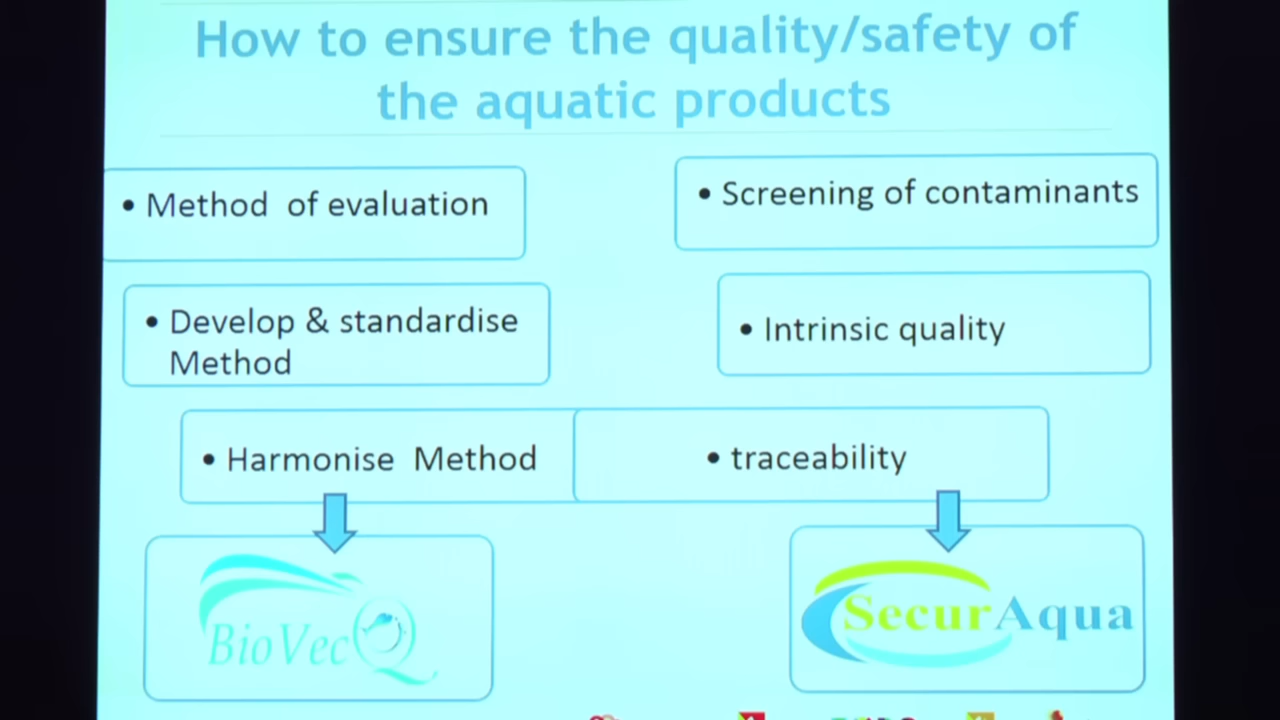 How to ensure the quality/safety of
the aquatic products
• Method of evaluation
• Screening of contaminants
• Develop & standardise
Method
• Intrinsic quality
• Harmonise Method
• traceability
BioVecQ
SecurAqua